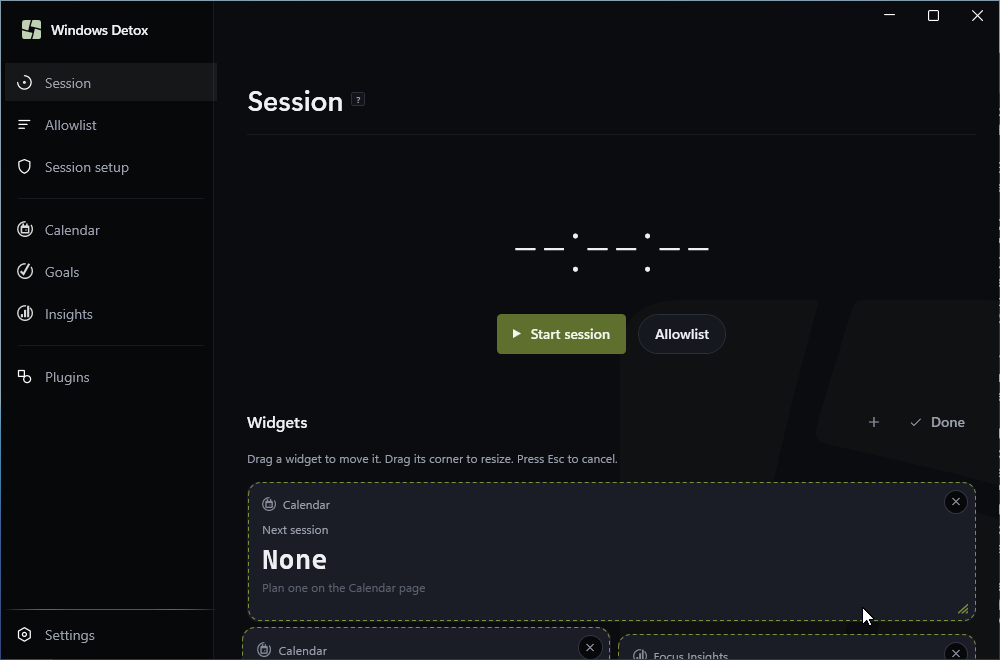 Windows Detox
Session
Allowlist
Session setup
Calendar
Goals
Insights
Plugins
Settings
Session ?
--:--:--
Start session
Allowlist
Widgets
Done
Drag a widget to move it. Drag its corner to resize. Press Esc to cancel.
Calendar
Next session
None
Plan one on the Calendar page
Calendar
Focus Insights